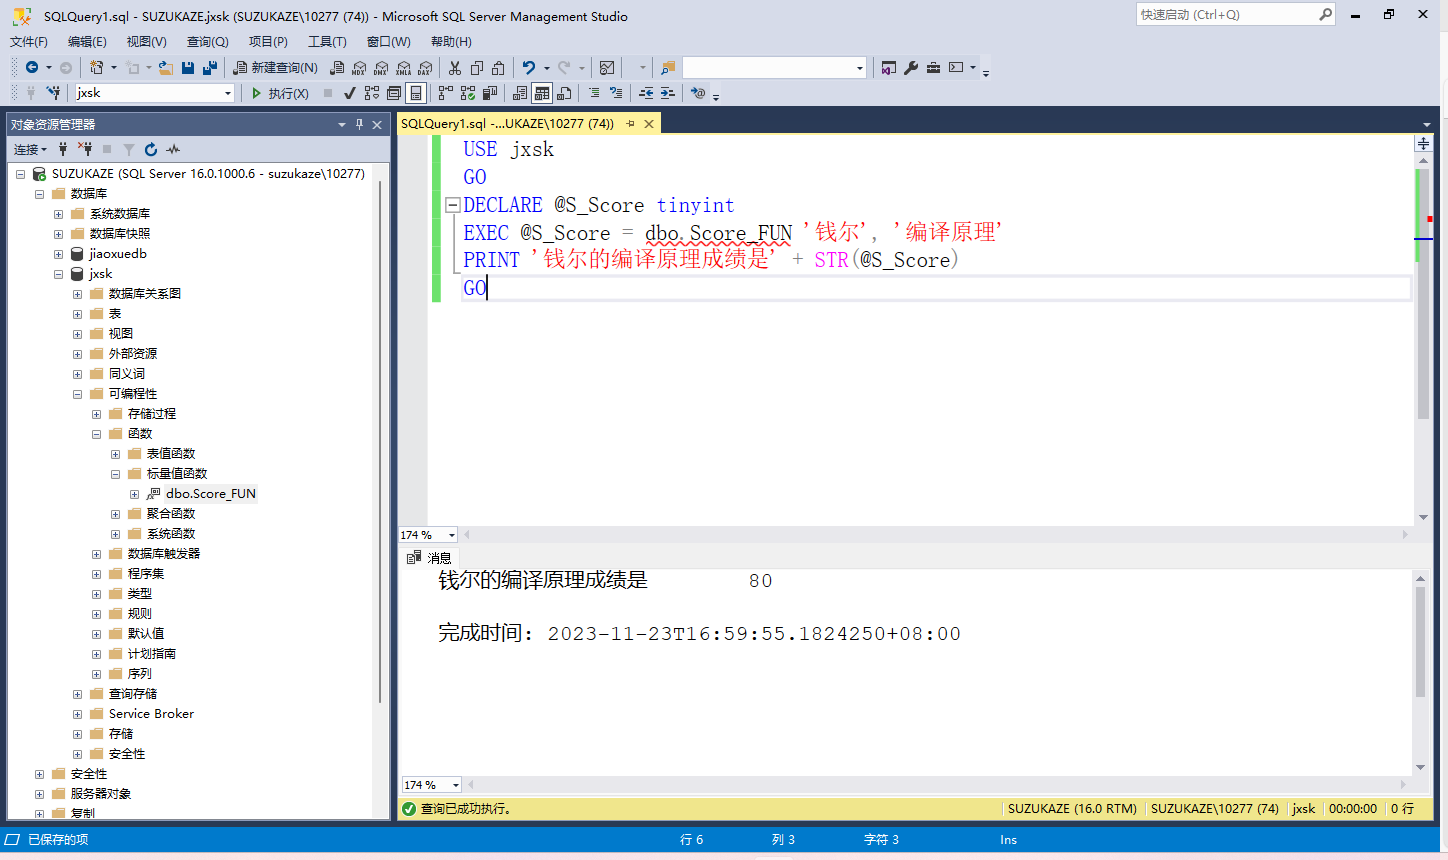 SQLQuery1.sql - SUZUKAZE.jxsk (SUZUKAZE\10277 (74)) - Microsoft SQL Server Management Studio
快速启动 (Ctrl+Q)
文件(F) 编辑(E) 视图(V) 查询(Q) 项目(P) 工具(T) 窗口(W) 帮助(H)
新建查询(N) MDX DMX XMLA DAX
jxsk 执行(X)
对象资源管理器
连接
SUZUKAZE (SQL Server 16.0.1000.6 - suzukaze\10277)
数据库
系统数据库
数据库快照
jiaoxuedb
jxsk
数据库关系图
表
视图
外部资源
同义词
可编程性
存储过程
函数
表值函数
标量值函数
dbo.Score_FUN
聚合函数
系统函数
数据库触发器
程序集
类型
规则
默认值
计划指南
序列
查询存储
Service Broker
存储
安全性
安全性
服务器对象
复制
SQLQuery1.sql -...UKAZE\10277 (74))
USE jxsk
GO
DECLARE @S_Score tinyint
EXEC @S_Score = dbo.Score_FUN '钱尔', '编译原理'
PRINT '钱尔的编译原理成绩是' + STR(@S_Score)
GO
174 %
消息
钱尔的编译原理成绩是        80
完成时间: 2023-11-23T16:59:55.1824250+08:00
174 %
查询已成功执行。 SUZUKAZE (16.0 RTM) SUZUKAZE\10277 (74) jxsk 00:00:00 0 行
已保存的项 行 6 列 3 字符 3 Ins